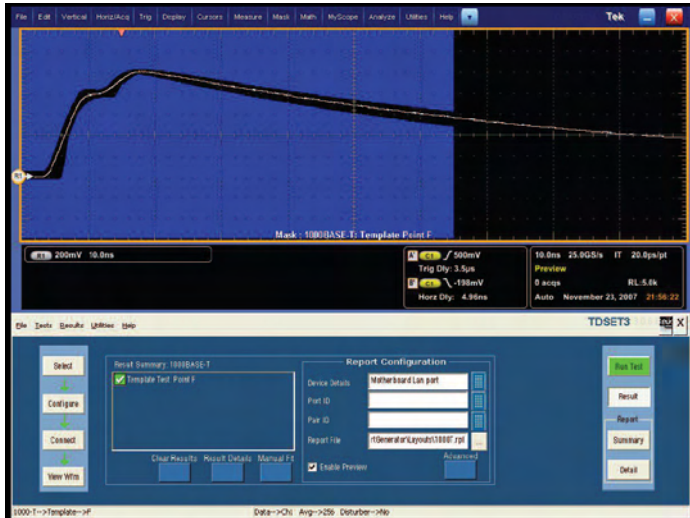 File Edit Vertical Horiz/Acq Trig Display Cursors Measure Mask Math MyScope Analyze Utilities Help Tek
R1
Mask : 1000BASE-T: Template Point F
R1 200mV 10.0ns
A' C1 500mV
Trig Dly: 3.5µs
B' C1 -198mV
Horz Dly: 4.96ns
10.0ns 25.0GS/s IT 20.0ps/pt
Preview
0 acqs RL:5.0k
Auto November 23, 2007 21:56:22
File Tests Results Utilities Help TDSET3 X
Select
Configure
Connect
View Wfm
Result Summary: 1000BASE-T
Template Test Point F
Clear Results Result Details Manual Fit
Report Configuration
Device Details Motherboard Lan port
Port ID
Pair ID
Report File rtGenerator\Layouts\1000T.rpl ...
Enable Preview
Advanced
Run Test
Result
Report
Summary
Detail
1000-T-->Template-->F Data-->Ch1 Avg-->256 Disturber-->No